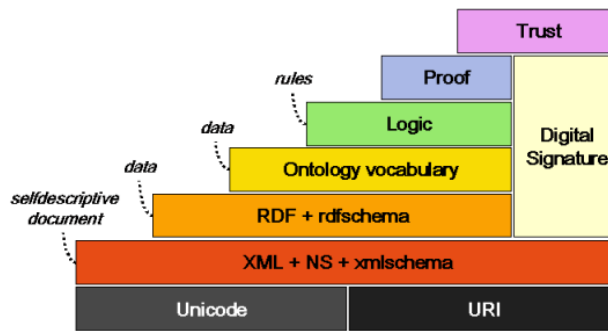 Trust
rules
Proof
data
Logic
Digital
Signature
data
Ontology vocabulary
selfdescriptive
document
RDF + rdfschema
XML + NS + xmlschema
Unicode
URI